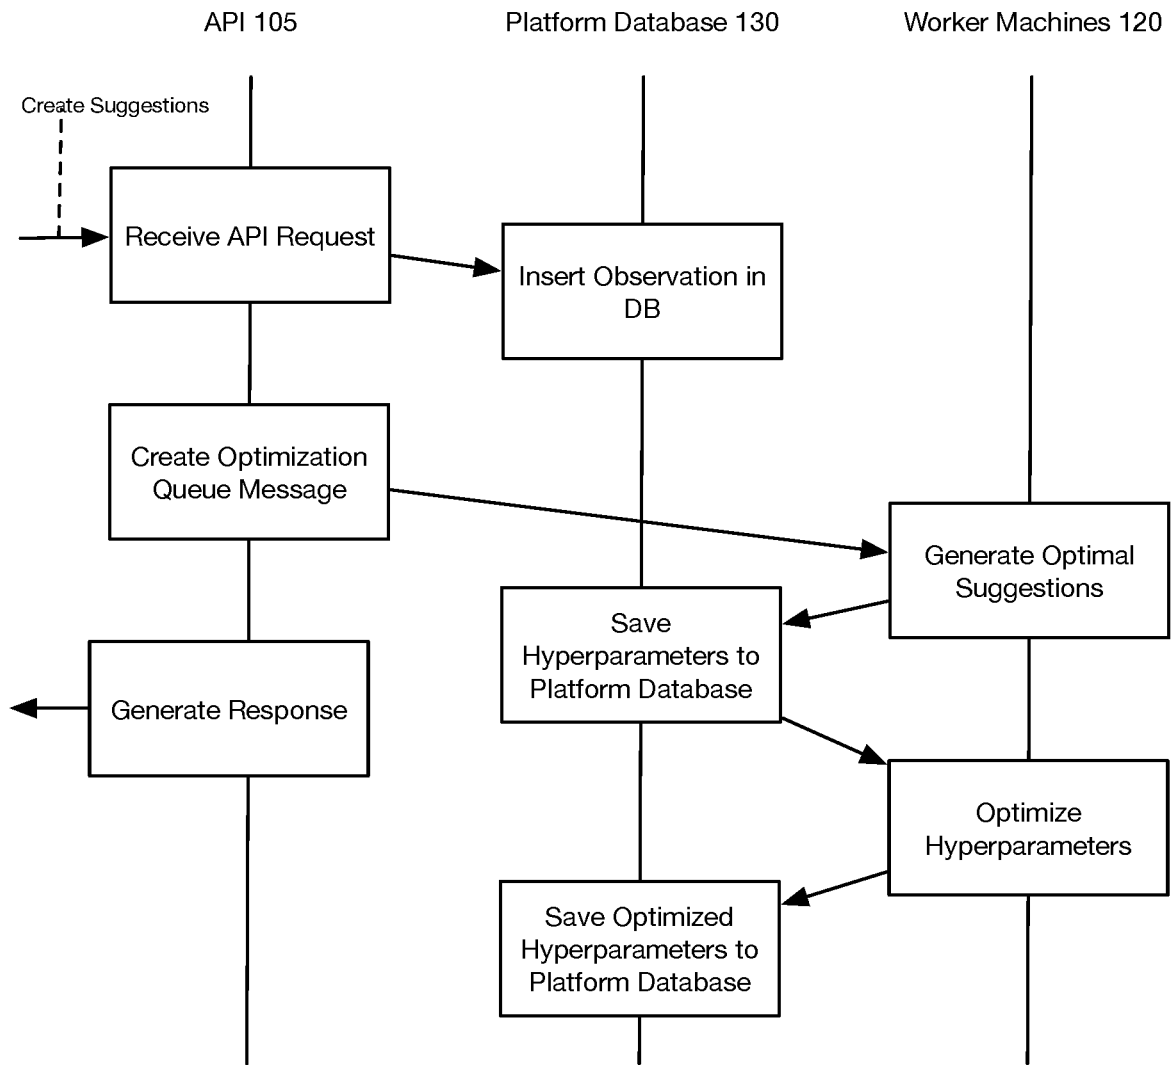 API 105
Platform Database 130
Worker Machines 120
Create Suggestions
Receive API Request
Insert Observation in
DB
Create Optimization
Queue Message
Generate Optimal
Suggestions
Save
Hyperparameters to
Platform Database
Generate Response
Optimize
Hyperparameters
Save Optimized
Hyperparameters to
Platform Database